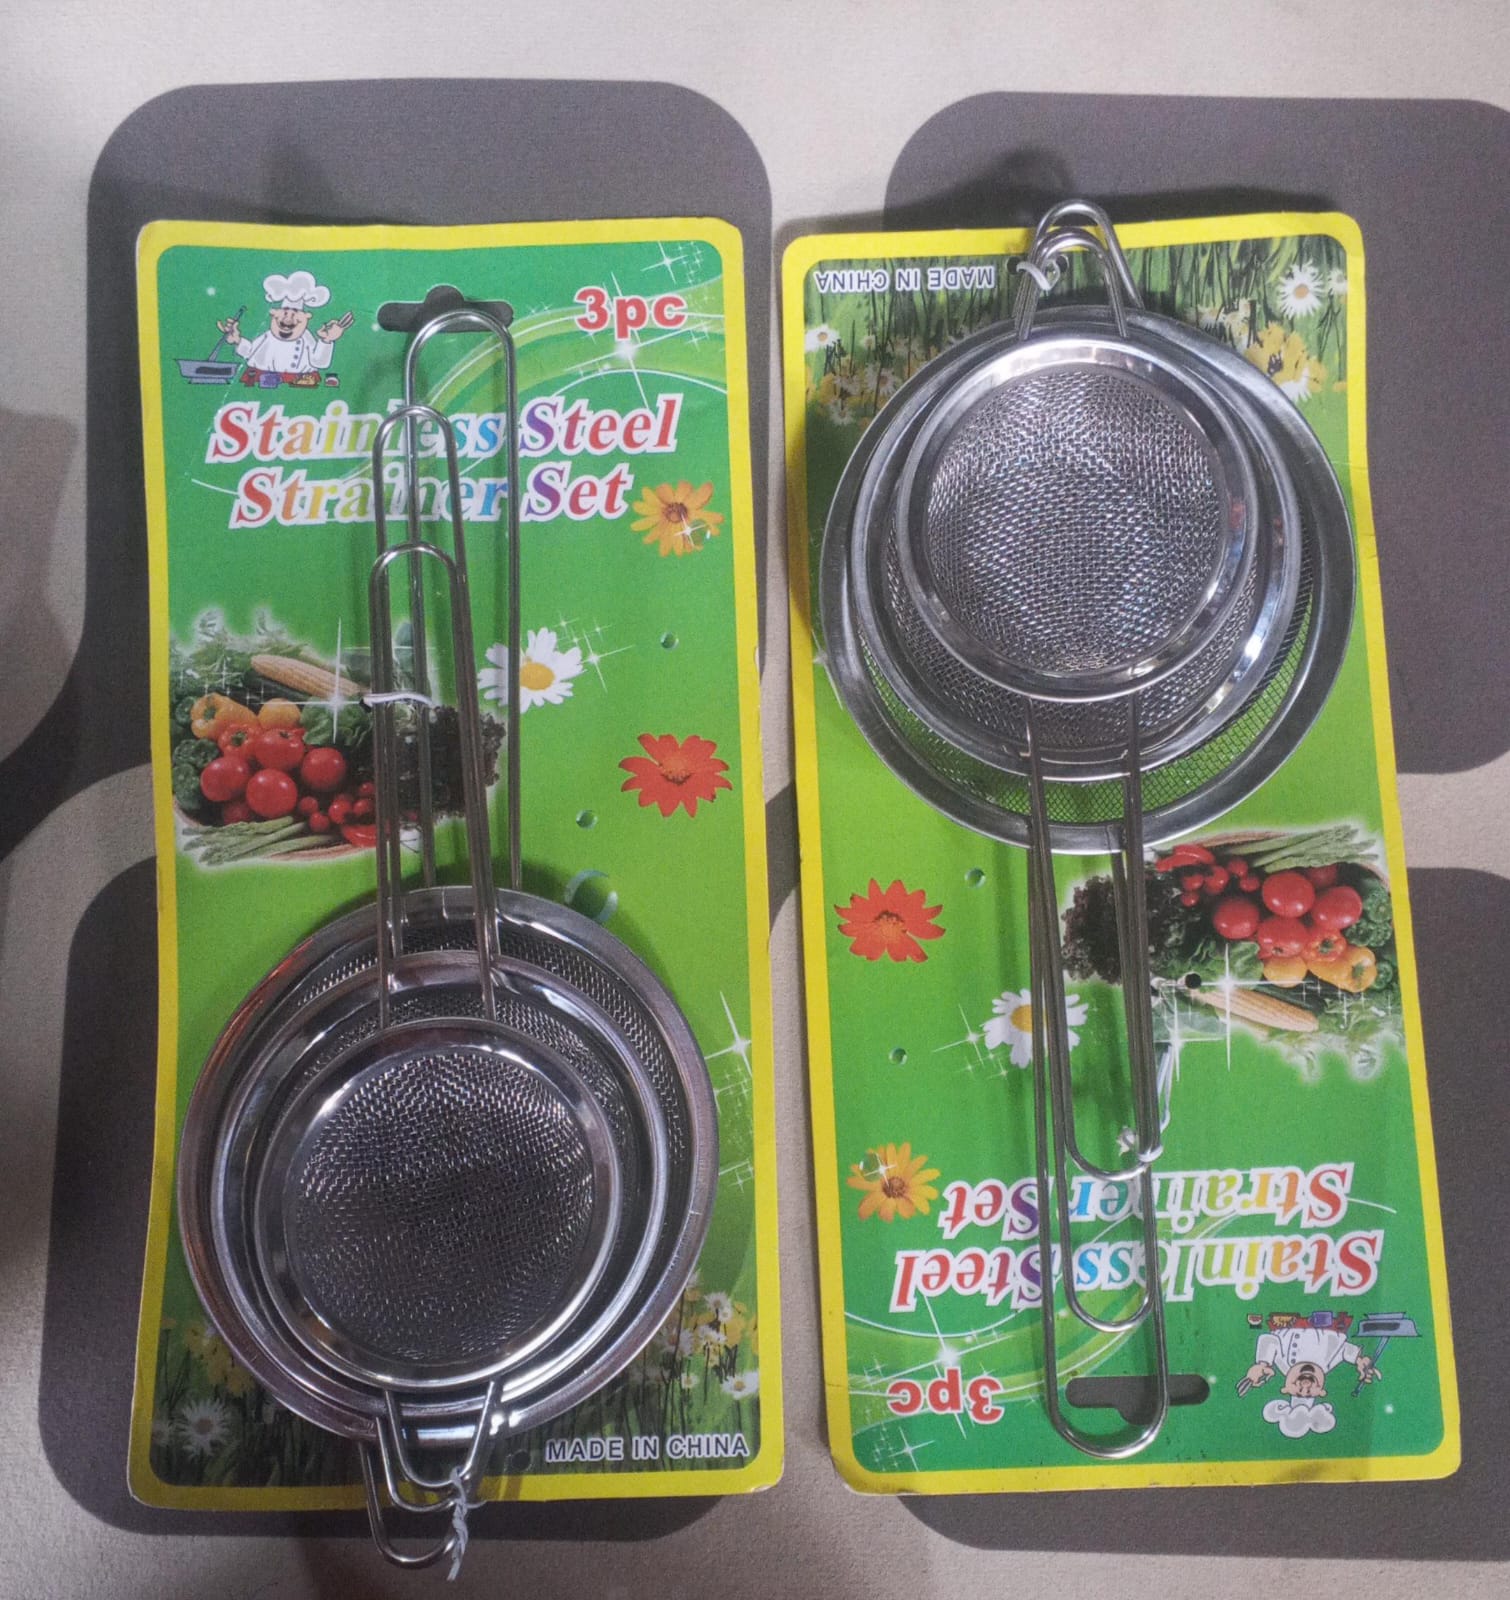 3pc
Stainless Steel
Strainer Set
MADE IN CHINA
3pc
Stainless Steel
Strainer Set
MADE IN CHINA